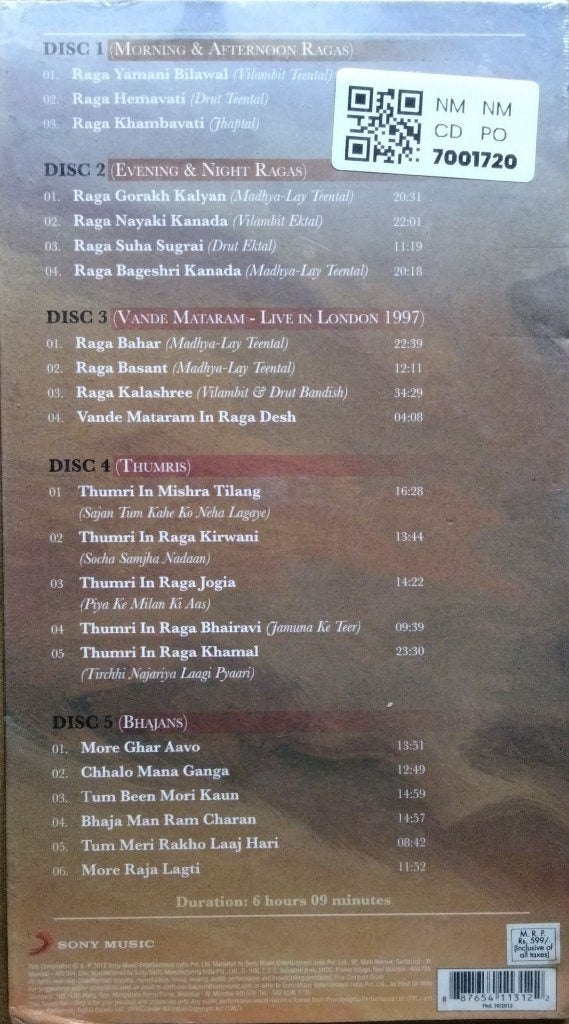 DISC 1 (MORNING & AFTERNOON RAGAS)
01. Raga Yamani Bilawal (Vilambit Teental)
02. Raga Hemavati (Drut Teental)
03. Raga Khambavati (Jhaptal)
NM NM
CD PO
7001720
DISC 2 (EVENING & NIGHT RAGAS)
01. Raga Gorakh Kalyan (Madhya-Lay Teental) 20:31
02. Raga Nayaki Kanada (Vilambit Ektal) 22:01
03. Raga Suha Sugrai (Drut Ektal) 11:19
04. Raga Bageshri Kanada (Madhya-Lay Teental) 20:18
DISC 3 (VANDE MATARAM - LIVE IN LONDON 1997)
01. Raga Bahar (Madhya-Lay Teental) 22:39
02. Raga Basant (Madhya-Lay Teental) 12:11
03. Raga Kalashree (Vilambit & Drut Bandish) 34:29
04. Vande Mataram In Raga Desh 04:08
DISC 4 (THUMRIS)
01 Thumri In Mishra Tilang 16:28
(Sajan Tum Kahe Ko Neha Lagaye)
02 Thumri In Raga Kirwani 13:44
(Socha Samjha Nadaan)
03 Thumri In Raga Jogia 14:22
(Piya Ke Milan Ki Aas)
04 Thumri In Raga Bhairavi (Jamuna Ke Teer) 09:39
05 Thumri In Raga Khamal 23:30
(Tirchhi Najariya Laagi Pyaari)
DISC 5 (BHAJANS)
01. More Ghar Aavo 13:51
02. Chhalo Mana Ganga 12:49
03. Tum Been Mori Kaun 14:59
04. Bhaja Man Ram Charan 14:57
05. Tum Meri Rakho Laaj Hari 08:42
06. More Raja Lagti 11:52
Duration: 6 hours 09 minutes
SONY MUSIC
M. R. P.
Rs. 599/-
(Inclusive of
all taxes)
8 87654 11312 2
Pkd. 10/2012